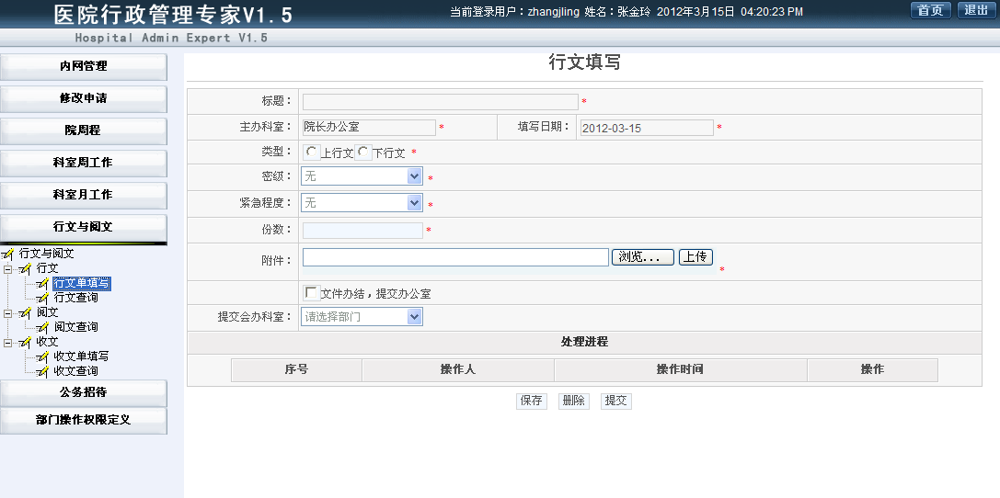 医院行政管理专家V1.5
当前登录用户：zhangjling 姓名：张金玲 2012年3月15日 04:20:23 PM
首页 退出
Hospital Admin Expert V1.5
内网管理
修改申请
院周程
科室周工作
科室月工作
行文与阅文
行文与阅文
行文
行文单填写
行文查询
阅文
阅文查询
收文
收文单填写
收文查询
公务招待
部门操作权限定义
行文填写
标题： *
主办科室： 院长办公室 * 填写日期： 2012-03-15 *
类型： 上行文 下行文 *
密级： 无 *
紧急程度： 无 *
份数： *
附件： 浏览... 上传 *
文件办结，提交办公室
提交会办科室： 请选择部门
处理进程
序号 操作人 操作时间 操作
保存 删除 提交